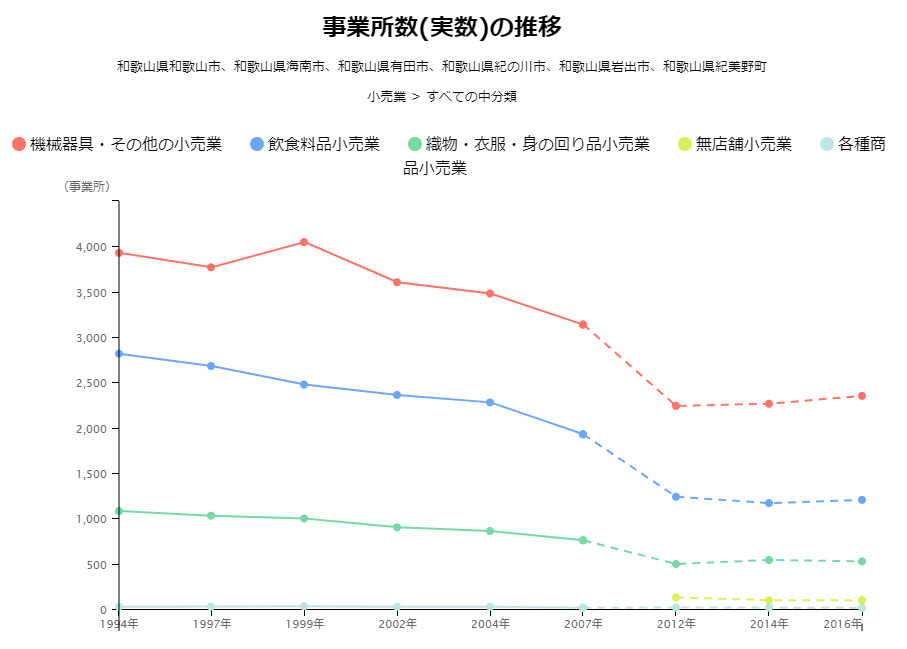 事業所数(実数)の推移
和歌山県和歌山市、和歌山県海南市、和歌山県有田市、和歌山県紀の川市、和歌山県岩出市、和歌山県紀美野町
小売業 > すべての中分類
機械器具・その他の小売業 飲食料品小売業 織物・衣服・身の回り品小売業 無店舗小売業 各種商
品小売業
(事業所)
4,000
3,500
3,000
2,500
2,000
1,500
1,000
500
0
1994年 1997年 1999年 2002年 2004年 2007年 2012年 2014年 2016年